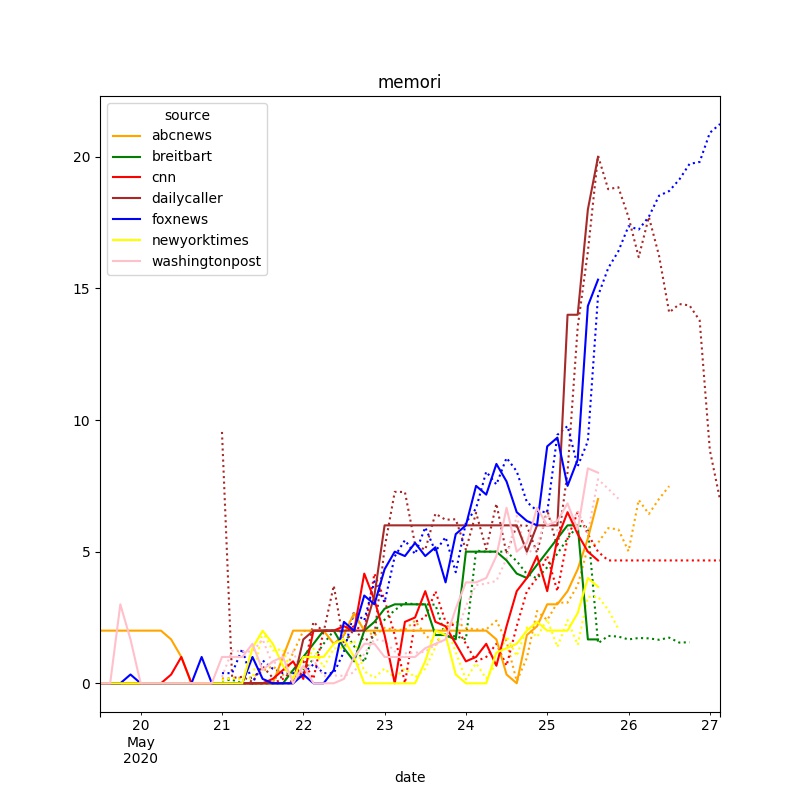 memori
source
abcnews
breitbart
cnn
dailycaller
foxnews
newyorktimes
washingtonpost
20
15
10
5
0
20 21 22 23 24 25 26 27
May
2020
date